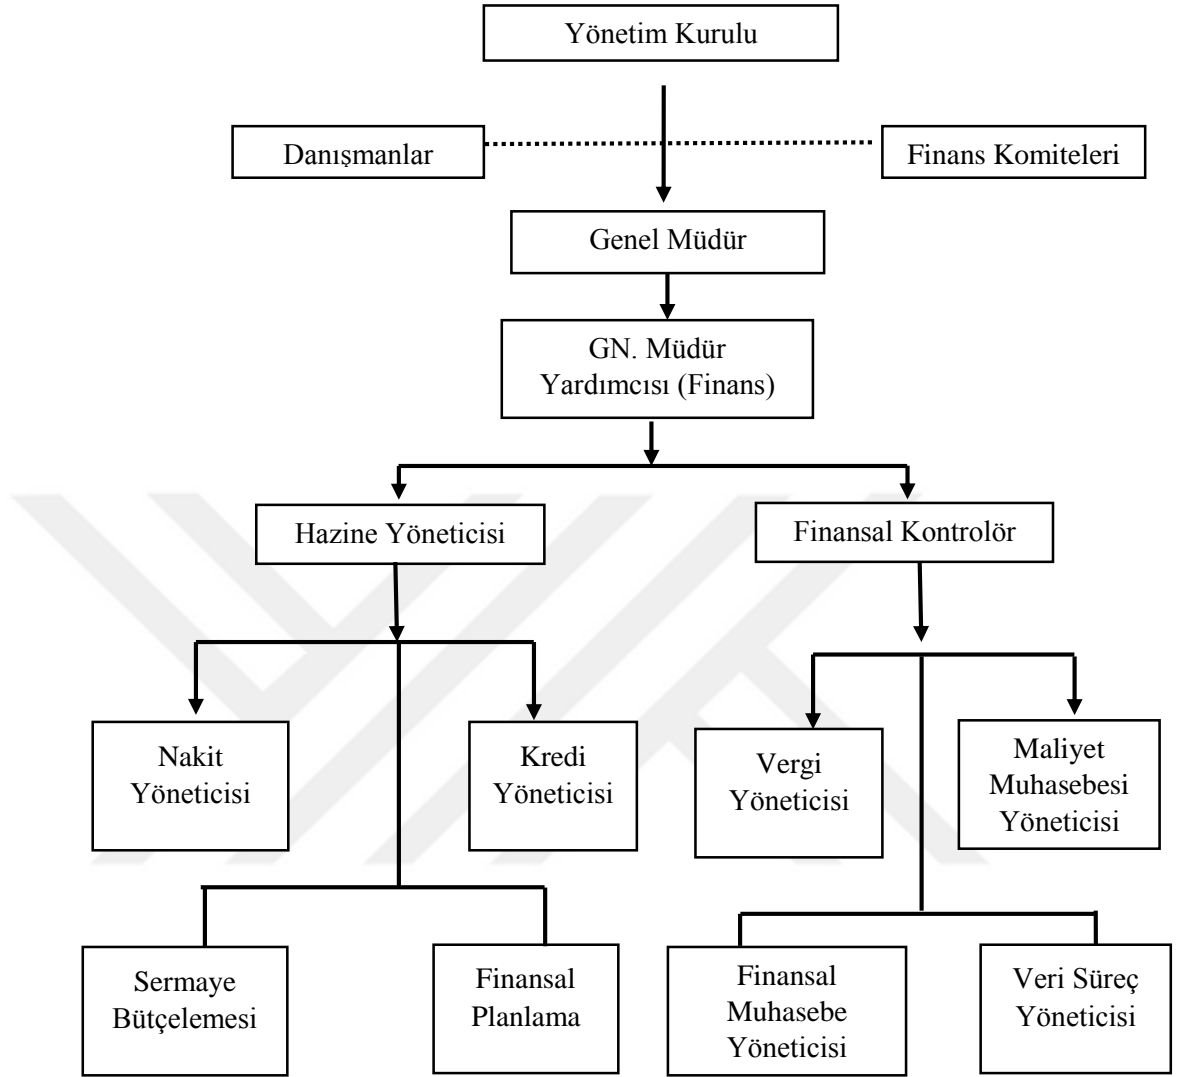 Yönetim Kurulu
Danışmanlar
Finans Komiteleri
Genel Müdür
GN. Müdür
Yardımcısı (Finans)
Hazine Yöneticisi
Finansal Kontrolör
Nakit
Yöneticisi
Kredi
Yöneticisi
Vergi
Yöneticisi
Maliyet
Muhasebesi
Yöneticisi
Sermaye
Bütçelemesi
Finansal
Planlama
Finansal
Muhasebe
Yöneticisi
Veri Süreç
Yöneticisi